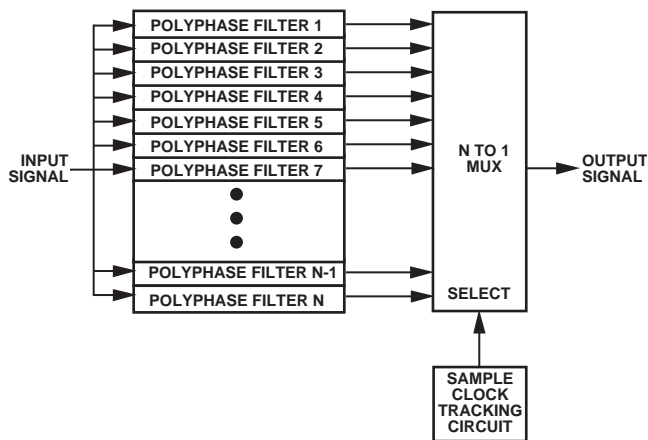 POLYPHASE FILTER 1
POLYPHASE FILTER 2
POLYPHASE FILTER 3
POLYPHASE FILTER 4
POLYPHASE FILTER 5
POLYPHASE FILTER 6
POLYPHASE FILTER 7
POLYPHASE FILTER N-1
POLYPHASE FILTER N
INPUT
SIGNAL
N TO 1
MUX
SELECT
OUTPUT
SIGNAL
SAMPLE
CLOCK
TRACKING
CIRCUIT